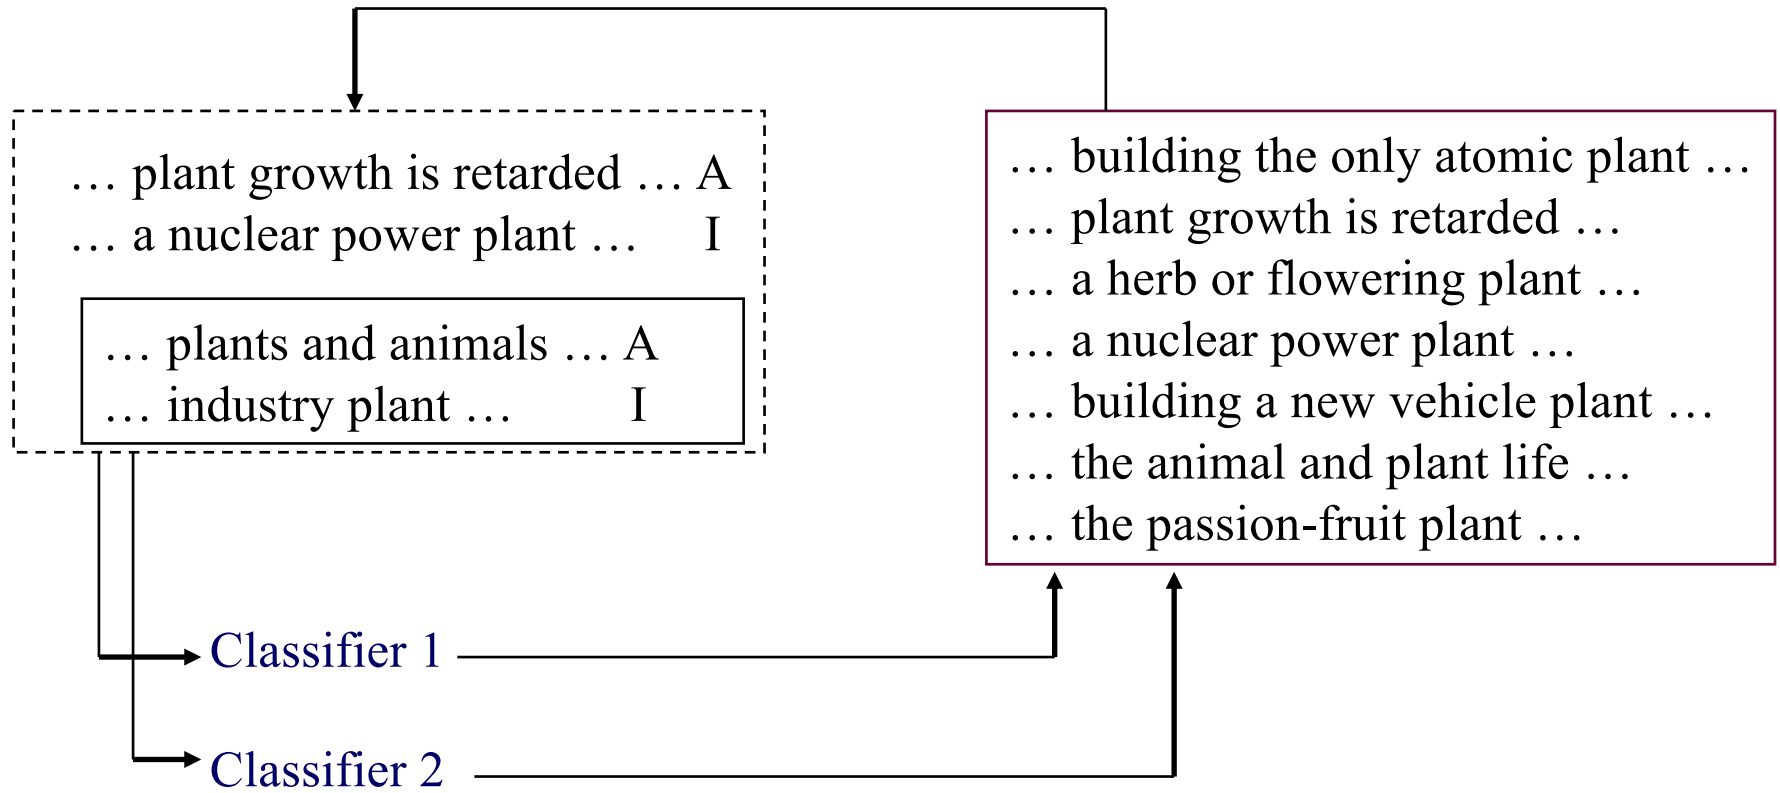 … plant growth is retarded … A
… a nuclear power plant … I
… plants and animals … A
… industry plant … I
… building the only atomic plant …
… plant growth is retarded …
… a herb or flowering plant …
… a nuclear power plant …
… building a new vehicle plant …
… the animal and plant life …
… the passion-fruit plant …
Classifier 1
Classifier 2